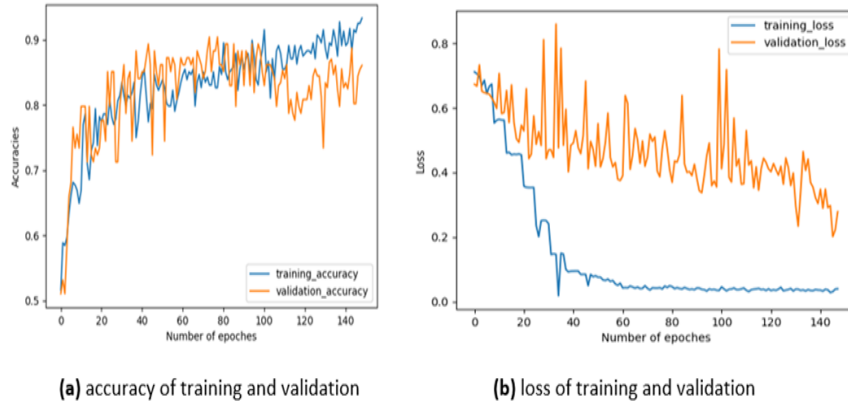 0.9
0.8
0.7
0.6
0.5
Accuracies
training_accuracy
validation_accuracy
0 20 40 60 80 100 120 140
Number of epoches
(a) accuracy of training and validation
0.8
0.6
0.4
0.2
0.0
Loss
training_loss
validation_loss
0 20 40 60 80 100 120 140
Number of epoches
(b) loss of training and validation